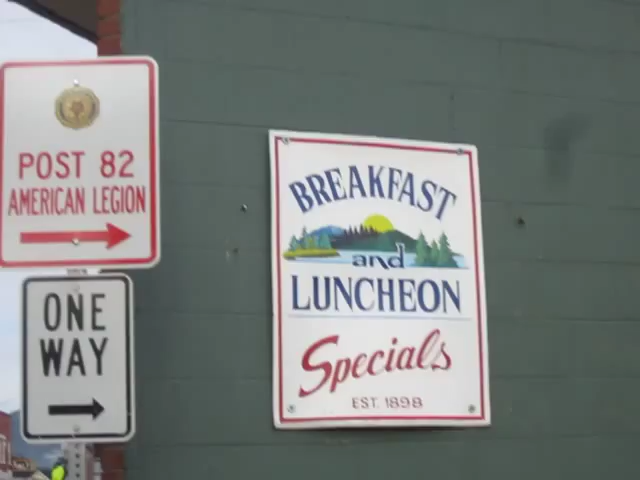 POST 82
AMERICAN LEGION
ONE
WAY
BREAKFAST
and
LUNCHEON
Specials
EST. 1898